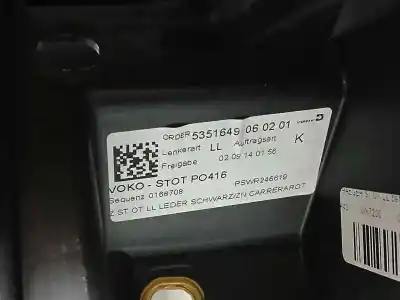 ORDER 5351649 06.02.01
Lenkerart LL Auftragsart K
Freigabe 02.09.14 01:56
VOKO - STOT PO416
Sequenz 0168708 PSWR246619
Z ST OT LL LEDER SCHWARZ/ZN CARRERAROT